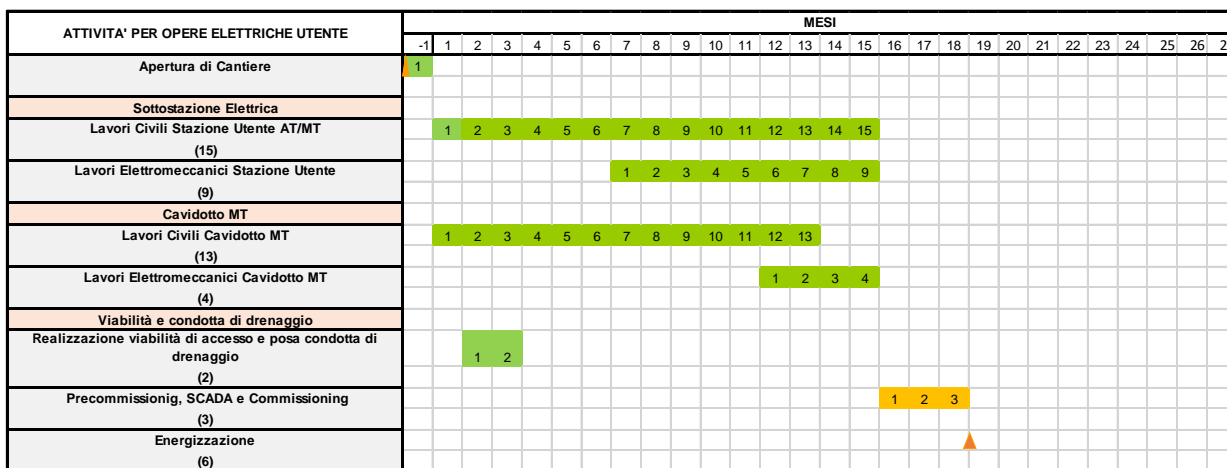 ATTIVITA' PER OPERE ELETTRICHE UTENTE
MESI
-1 1 2 3 4 5 6 7 8 9 10 11 12 13 14 15 16 17 18 19 20 21 22 23 24 25 26 2
Apertura di Cantiere 1
Sottostazione Elettrica
Lavori Civili Stazione Utente AT/MT 1 2 3 4 5 6 7 8 9 10 11 12 13 14 15
(15)
Lavori Elettromeccanici Stazione Utente 1 2 3 4 5 6 7 8 9
(9)
Cavidotto MT
Lavori Civili Cavidotto MT 1 2 3 4 5 6 7 8 9 10 11 12 13
(13)
Lavori Elettromeccanici Cavidotto MT 1 2 3 4
(4)
Viabilità e condotta di drenaggio
Realizzazione viabilità di accesso e posa condotta di
drenaggio 1 2
(2)
Precommissionig, SCADA e Commissioning 1 2 3
(3)
Energizzazione
(6)